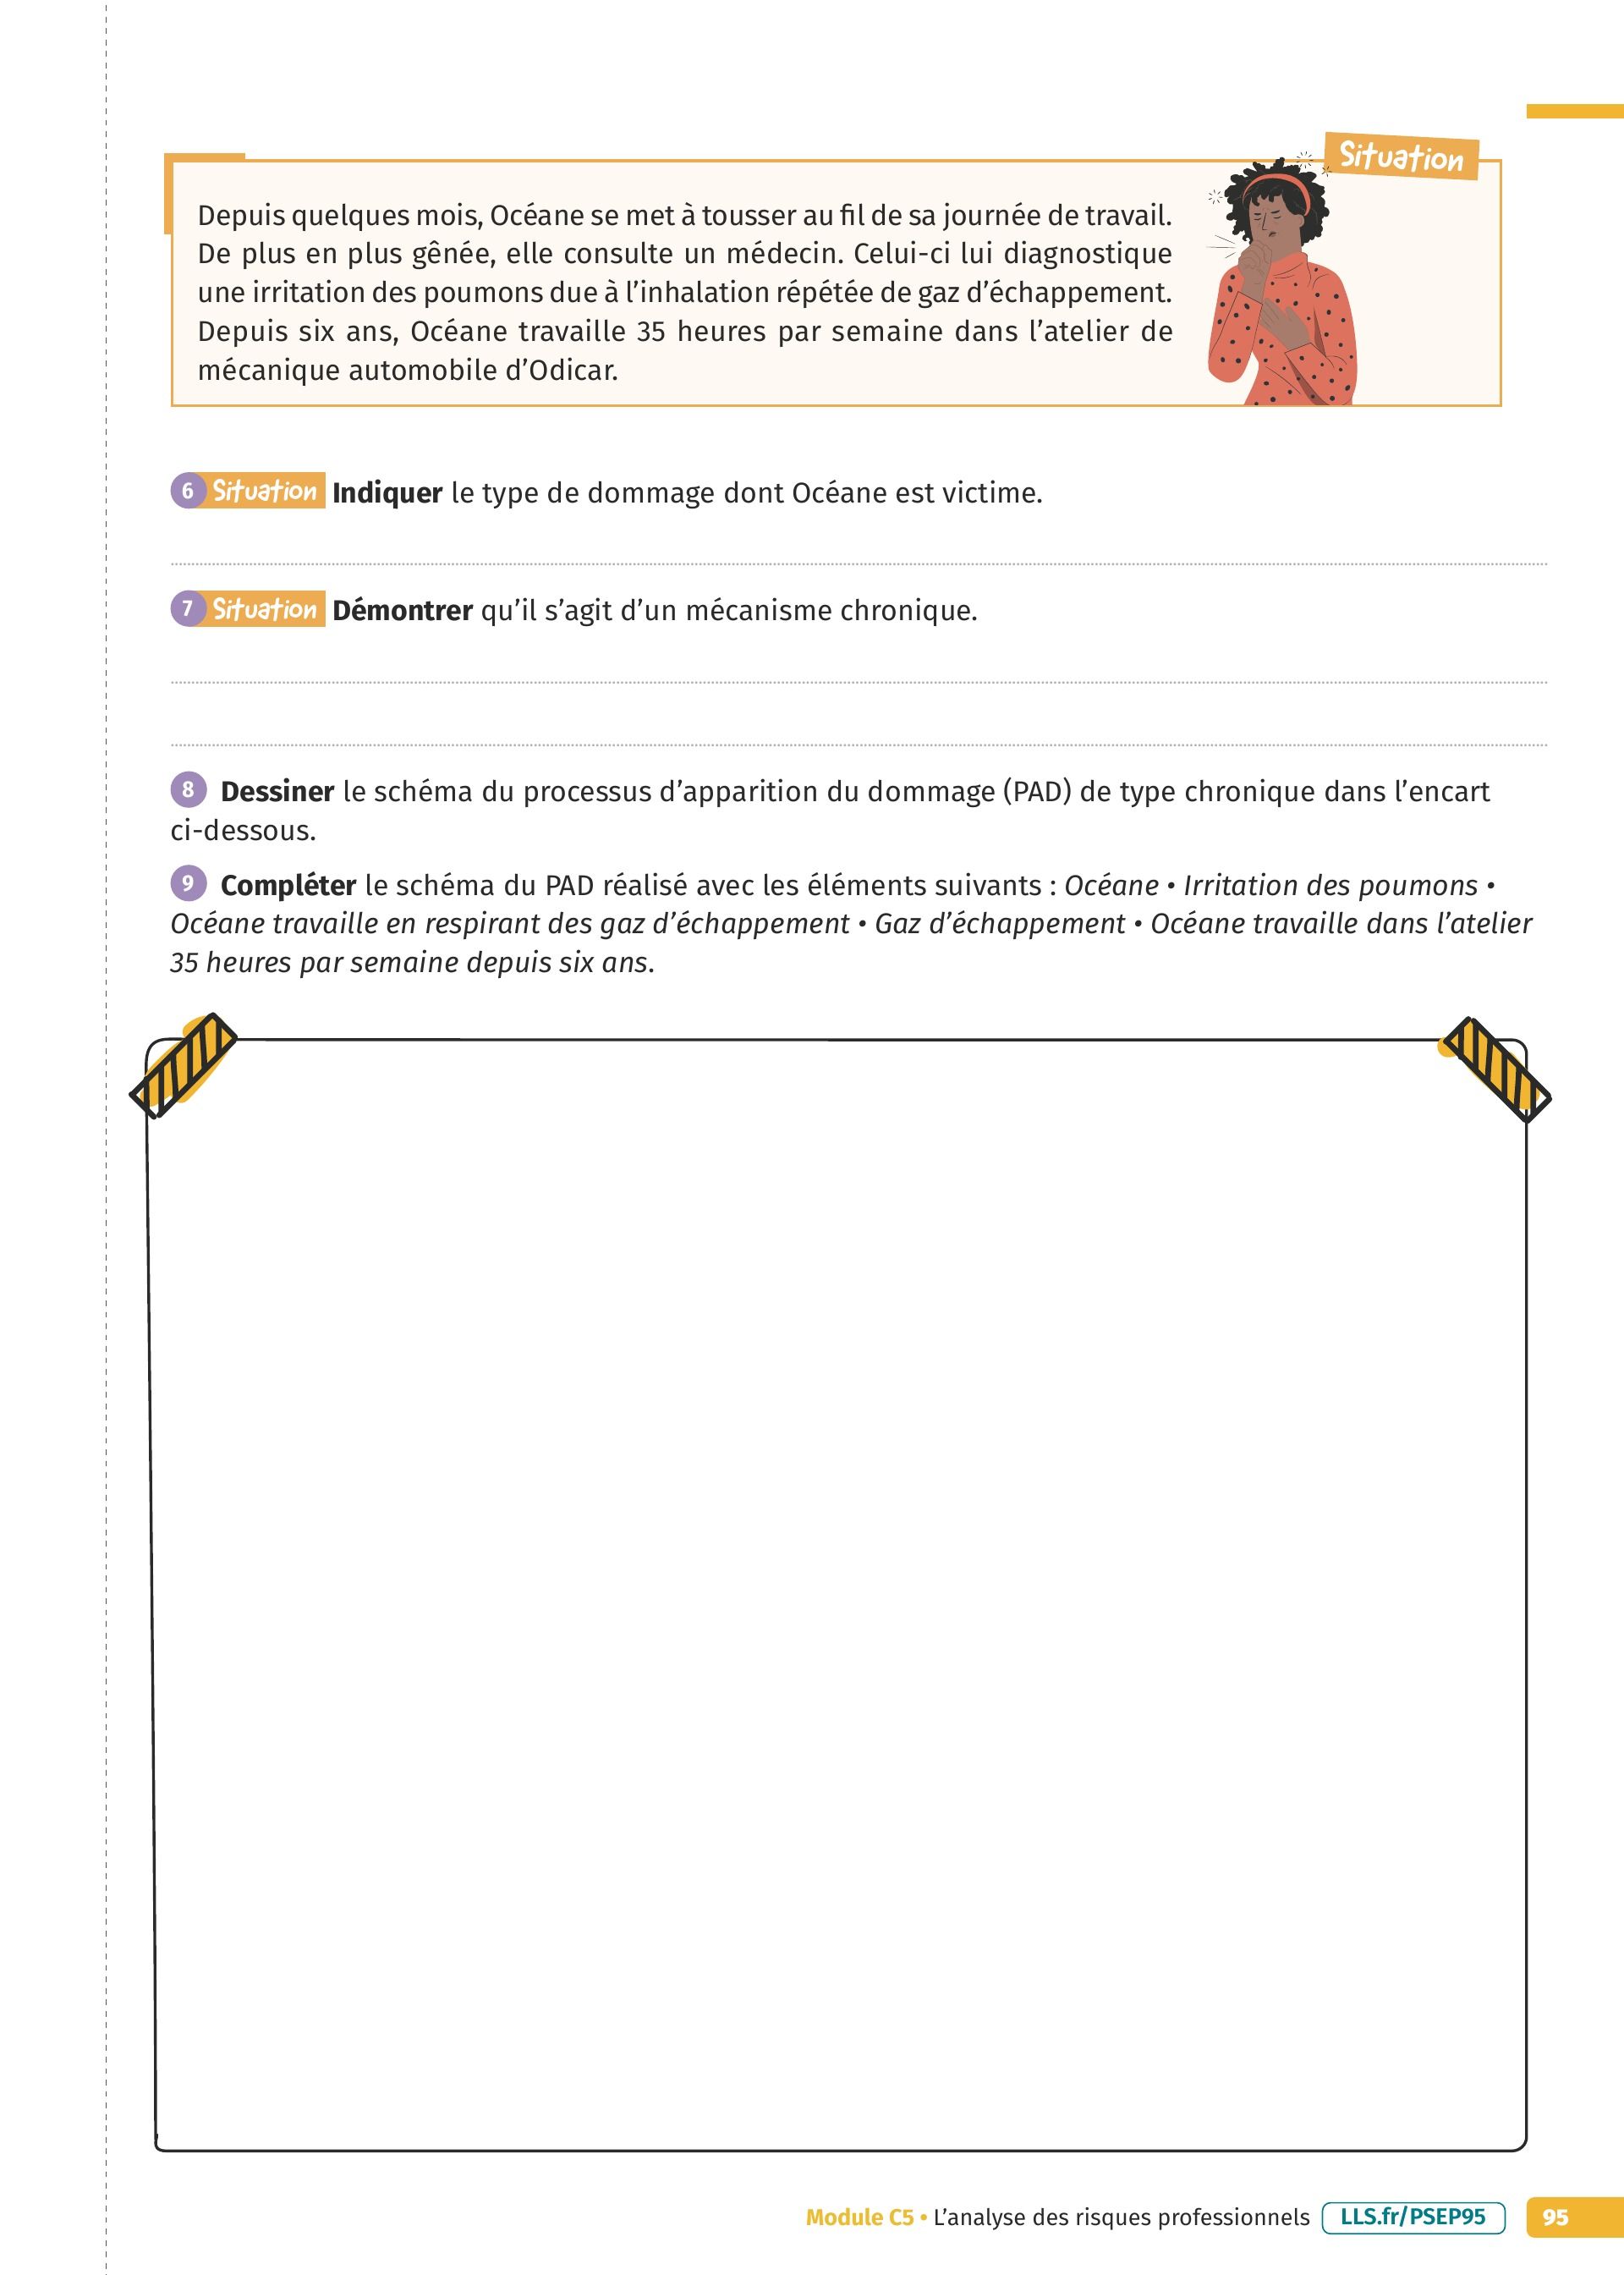 Situation
Depuis quelques mois, Océane se met à tousser au fil de sa journée de travail.
De plus en plus gênée, elle consulte un médecin. Celui-ci lui diagnostique
une irritation des poumons due à l’inhalation répétée de gaz d’échappement.
Depuis six ans, Océane travaille 35 heures par semaine dans l’atelier de
mécanique automobile d’Odicar.
6 Situation Indiquer le type de dommage dont Océane est victime.
7 Situation Démontrer qu’il s’agit d’un mécanisme chronique.
8 Dessiner le schéma du processus d’apparition du dommage (PAD) de type chronique dans l’encart
ci-dessous.
9 Compléter le schéma du PAD réalisé avec les éléments suivants : Océane • Irritation des poumons •
Océane travaille en respirant des gaz d’échappement • Gaz d’échappement • Océane travaille dans l’atelier
35 heures par semaine depuis six ans.
Module C5 • L’analyse des risques professionnels LLS.fr/PSEP95 95